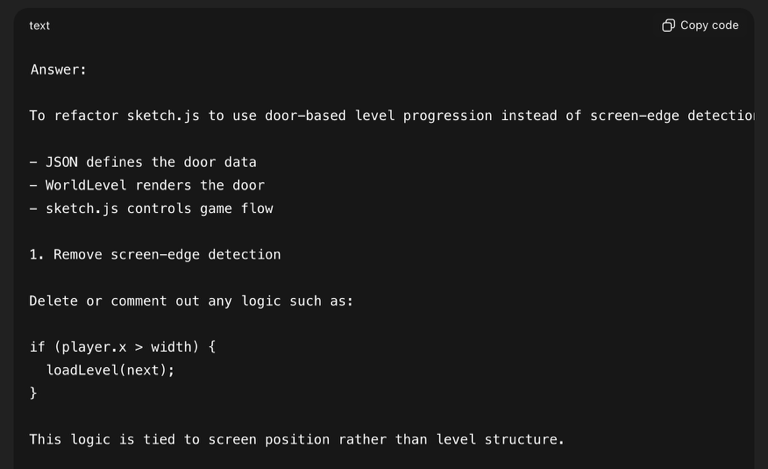 text
Copy code
Answer:
To refactor sketch.js to use door-based level progression instead of screen-edge
- JSON defines the door data
- WorldLevel renders the door
- sketch.js controls game flow
1. Remove screen-edge detection
Delete or comment out any logic such as:
if (player.x > width) {
  loadLevel(next);
}
This logic is tied to screen position rather than level structure.